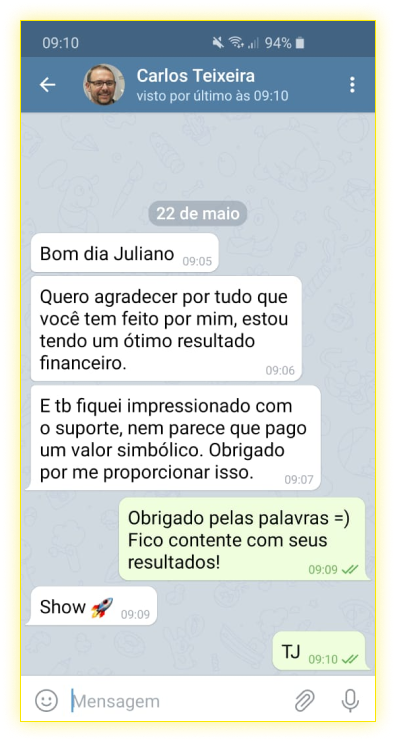 09:10 94%
Carlos Teixeira
visto por último às 09:10
22 de maio
Bom dia Juliano 09:05
Quero agradecer por tudo que
você tem feito por mim, estou
tendo um ótimo resultado
financeiro. 09:06
E tb fiquei impressionado com
o suporte, nem parece que pago
um valor simbólico. Obrigado
por me proporcionar isso. 09:07
Obrigado pelas palavras =)
Fico contente com seus
resultados! 09:09
Show 🚀 09:09
TJ 09:10
Mensagem